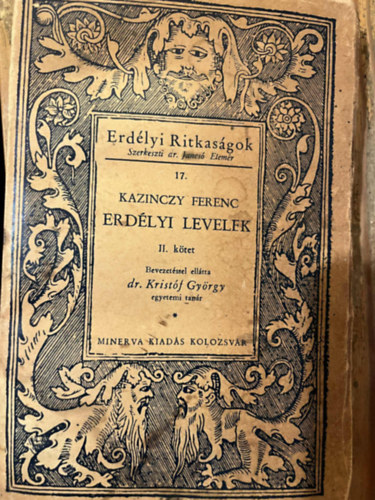 Erdélyi Ritkaságok
Szerkeszti dr. Jancsó Elemér
17.
KAZINCZY FERENC
ERDÉLYI LEVELEK
II. kötet
Bevezetéssel ellátta
dr. Kristóf György
egyetemi tanár
MINERVA KIADÁS KOLOZSVÁR